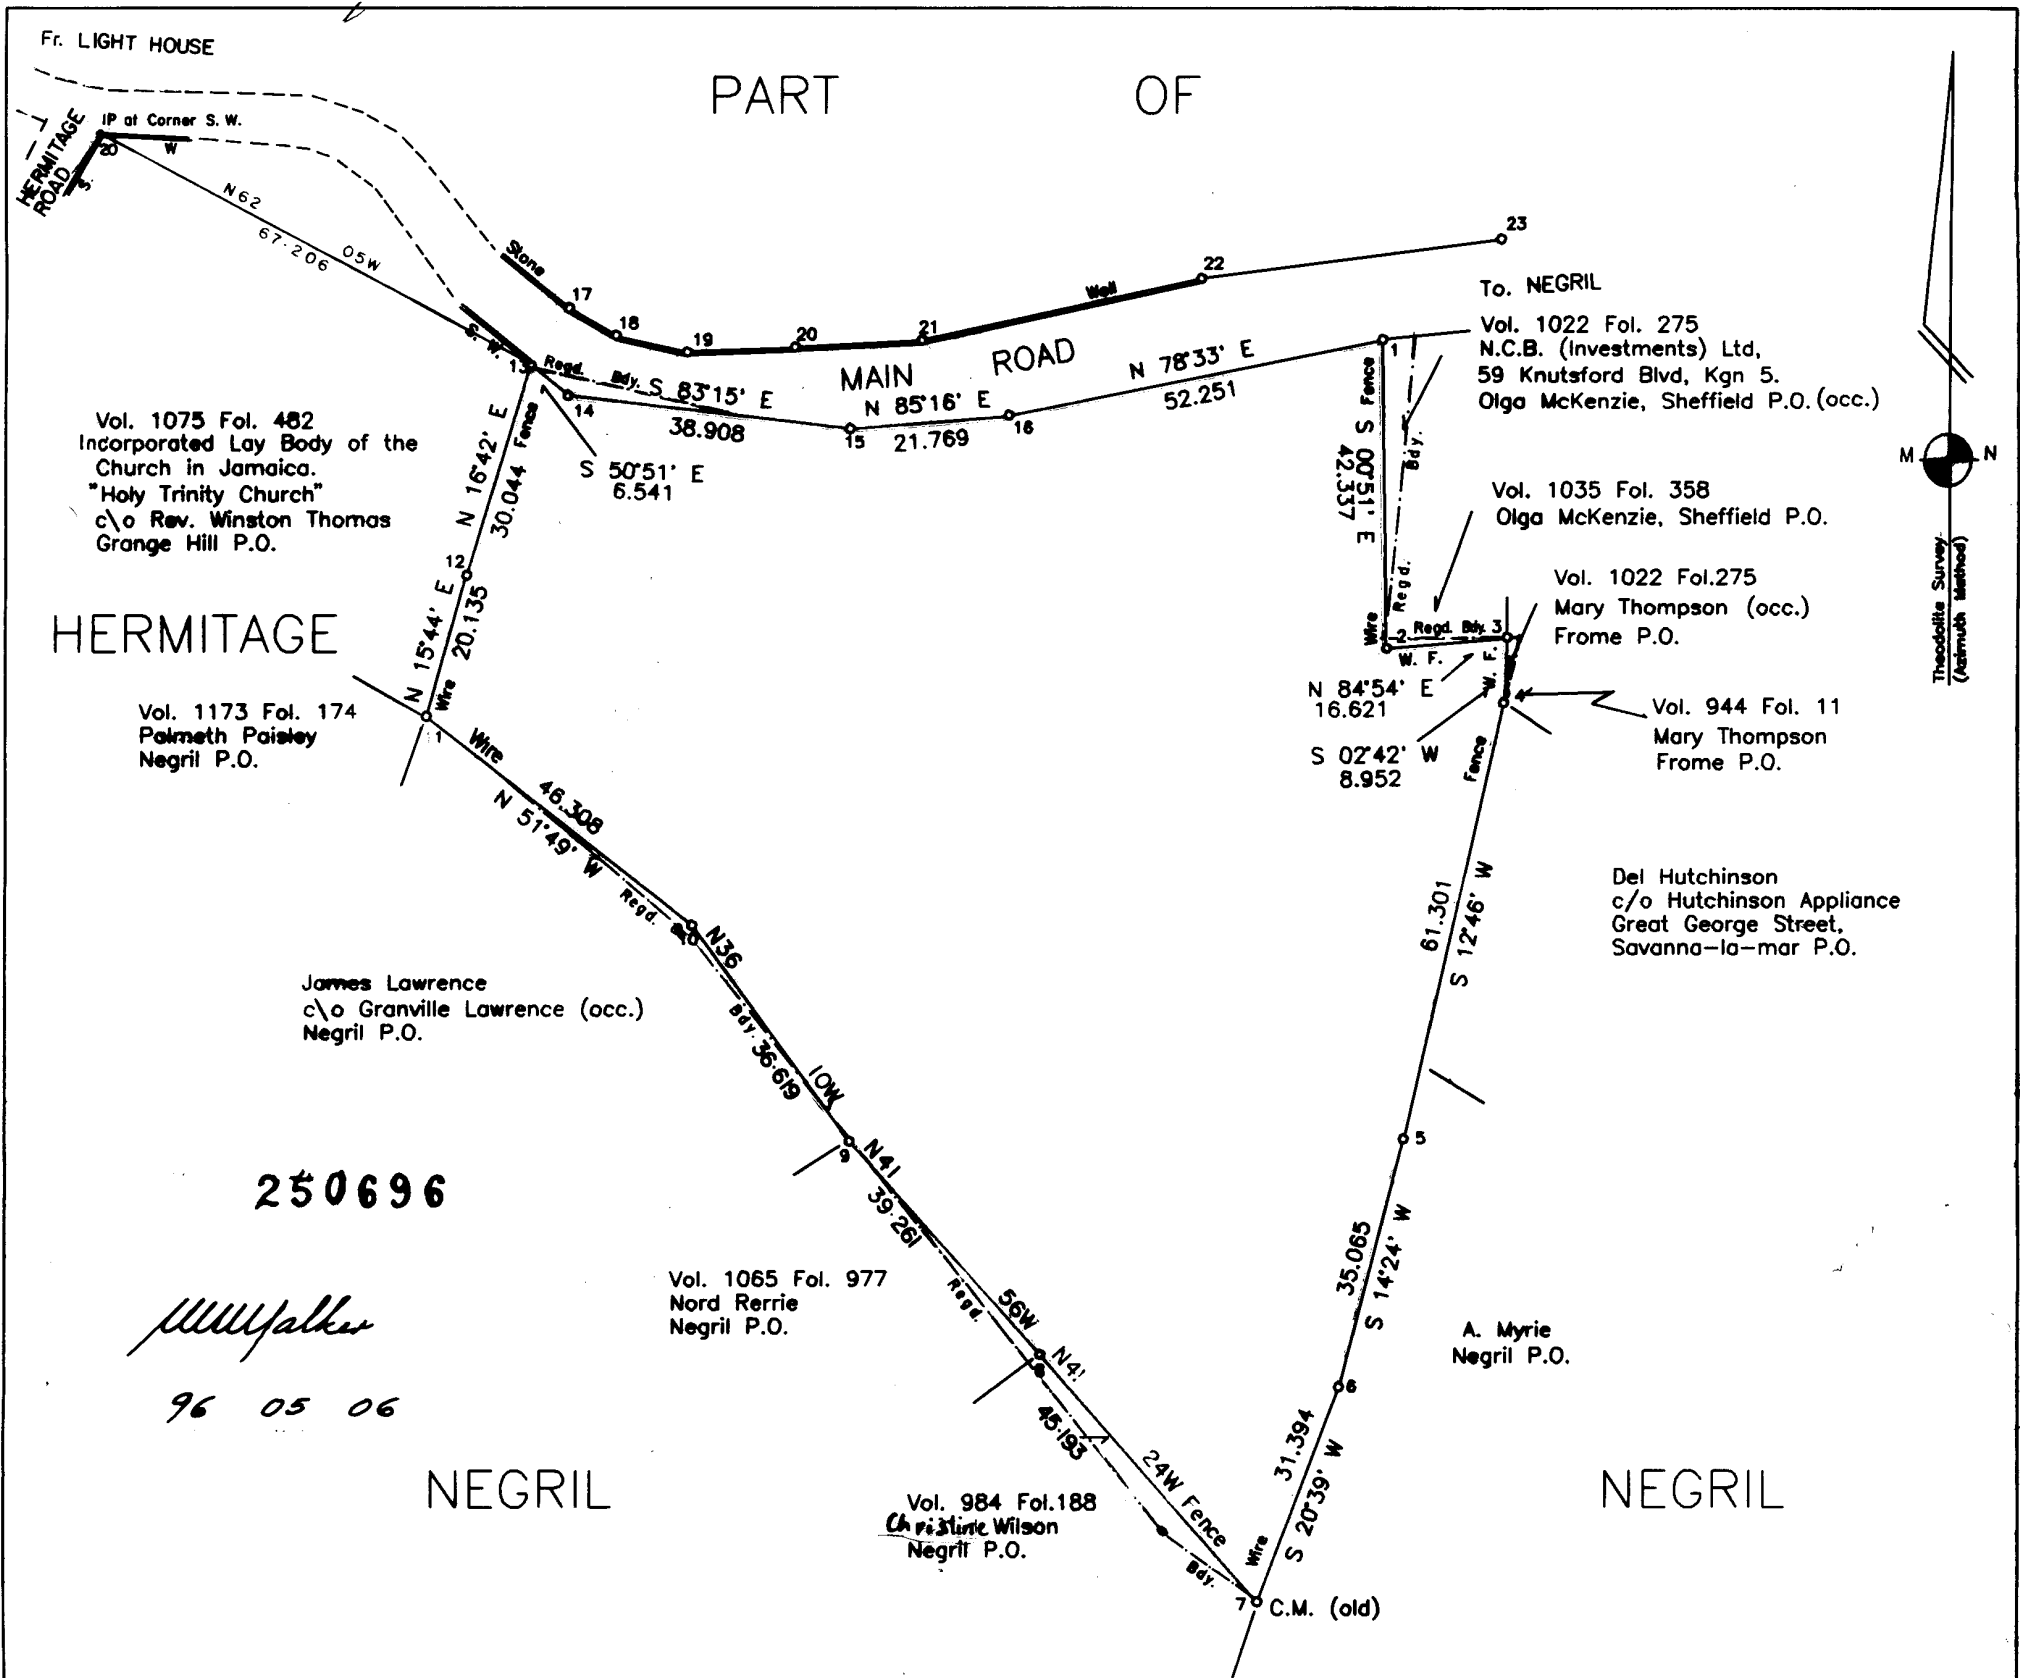 Fr. LIGHT HOUSE
PART OF
IP at Corner S. W.
20
W
S.
HERMITAGE
ROAD
N62 05W
67.206
Stone
17
18
19
20
21
Wall
22
23
To. NEGRIL
S. W.
13
Regd. Bdy.
14
S 83°15' E
38.908
MAIN ROAD
N 85°16' E
21.769
15
16
N 78°33' E
52.251
1
Vol. 1022 Fol. 275
N.C.B. (Investments) Ltd,
59 Knutsford Blvd, Kgn 5.
Olga McKenzie, Sheffield P.O. (occ.)
S 50°51' E
6.541
Vol. 1075 Fol. 482
Incorporated Lay Body of the
Church in Jamaica.
"Holy Trinity Church"
c\o Rev. Winston Thomas
Grange Hill P.O.
N 16°42' E
30.044
Fence
12
N 15°44' E
20.135
Wire
Fence
S 00°51' E
42.337
Wire
Regd. Bdy.
M N
Theodolite Survey
(Azimuth Method)
Vol. 1035 Fol. 358
Olga McKenzie, Sheffield P.O.
Vol. 1022 Fol.275
Mary Thompson (occ.)
Frome P.O.
2
Regd. Bdy.
3
W. F.
W. F.
N 84°54' E
16.621
S 02°42' W
8.952
Vol. 944 Fol. 11
Mary Thompson
Frome P.O.
HERMITAGE
Vol. 1173 Fol. 174
Palmeth Paisley
Negril P.O.
11
Wire
46.308
N 51°49' W
Regd.
N36 10W
Bdy.
36.619
Fence
61.301
S 12°46' W
Del Hutchinson
c/o Hutchinson Appliance
Great George Street,
Savanna-la-mar P.O.
James Lawrence
c\o Granville Lawrence (occ.)
Negril P.O.
9
N41 56W
39.261
Regd.
5
35.065
S 14°24' W
250696
Vol. 1065 Fol. 977
Nord Rerrie
Negril P.O.
A. Myrie
Negril P.O.
8
6
96 05 06
N41 24W Fence
45.193
31.394
S 20°39' W
Wire
NEGRIL
Vol. 984 Fol.188
Christine Wilson
Negril P.O.
Bdy.
7
C.M. (old)
NEGRIL